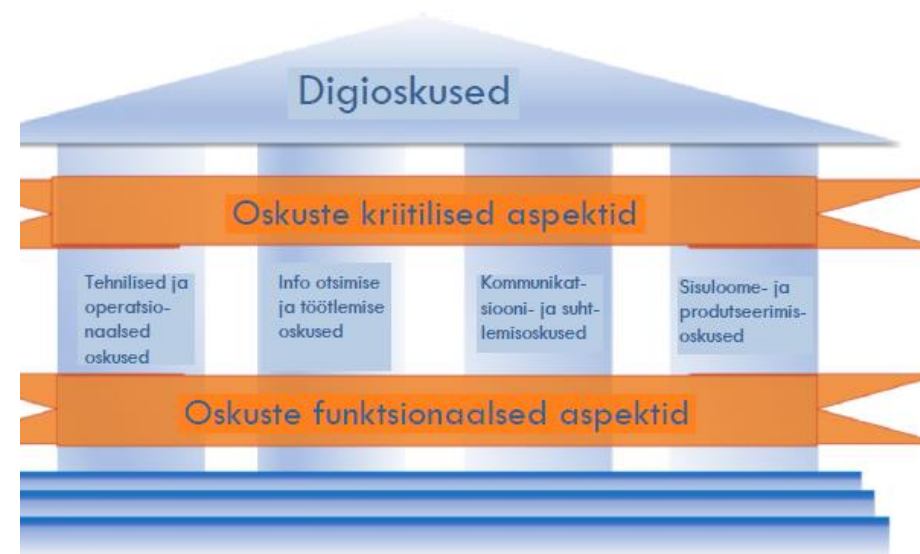 Digioskused
Oskuste kriitilised aspektid
Tehnilised ja
operatsio-
naalsed
oskused
Info otsimise
ja töötlemise
oskused
Kommunikat-
siooni- ja suht-
lemisoskused
Sisuloome- ja
produtseerimis-
oskused
Oskuste funktsionaalsed aspektid